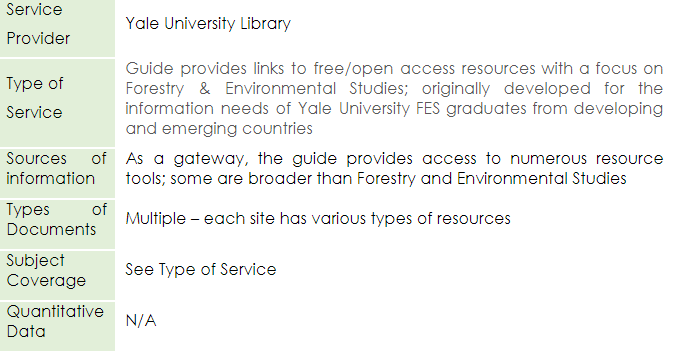 Service
Provider
Yale University Library
Type of
Service
Guide provides links to free/open access resources with a focus on
Forestry & Environmental Studies; originally developed for the
information needs of Yale University FES graduates from developing
and emerging countries
Sources of
information
As a gateway, the guide provides access to numerous resource
tools; some are broader than Forestry and Environmental Studies
Types of
Documents
Multiple – each site has various types of resources
Subject
Coverage
See Type of Service
Quantitative
Data
N/A